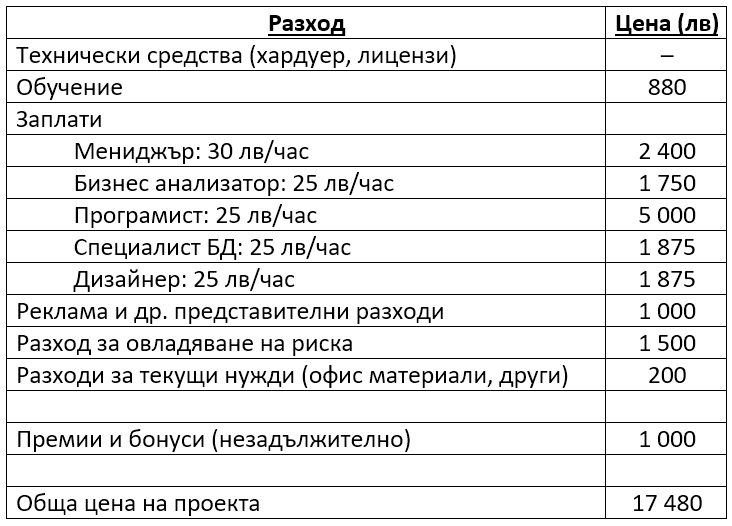 Разход Цена (лв)
Технически средства (хардуер, лицензи) –
Обучение 880
Заплати
Мениджър: 30 лв/час 2 400
Бизнес анализатор: 25 лв/час 1 750
Програмист: 25 лв/час 5 000
Специалист БД: 25 лв/час 1 875
Дизайнер: 25 лв/час 1 875
Реклама и др. представителни разходи 1 000
Разход за овладяване на риска 1 500
Разходи за текущи нужди (офис материали, други) 200
Премии и бонуси (незадължително) 1 000
Обща цена на проекта 17 480